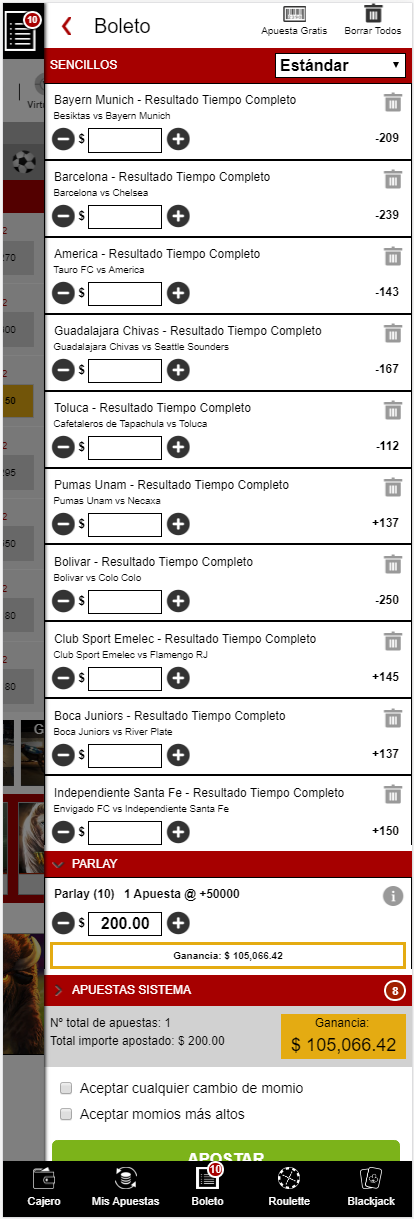 10
Boleto
Apuesta Gratis
Borrar Todos
SENCILLOS
Estándar
Bayern Munich - Resultado Tiempo Completo
Besiktas vs Bayern Munich
$
-209
Barcelona - Resultado Tiempo Completo
Barcelona vs Chelsea
$
-239
America - Resultado Tiempo Completo
Tauro FC vs America
$
-143
Guadalajara Chivas - Resultado Tiempo Completo
Guadalajara Chivas vs Seattle Sounders
$
-167
Toluca - Resultado Tiempo Completo
Cafetaleros de Tapachula vs Toluca
$
-112
Pumas Unam - Resultado Tiempo Completo
Pumas Unam vs Necaxa
$
+137
Bolivar - Resultado Tiempo Completo
Bolivar vs Colo Colo
$
-250
Club Sport Emelec - Resultado Tiempo Completo
Club Sport Emelec vs Flamengo RJ
$
+145
Boca Juniors - Resultado Tiempo Completo
Boca Juniors vs River Plate
$
+137
Independiente Santa Fe - Resultado Tiempo Completo
Envigado FC vs Independiente Santa Fe
$
+150
PARLAY
Parlay (10) 1 Apuesta @ +50000
$ 200.00
Ganancia: $ 105,066.42
APUESTAS SISTEMA
8
Nº total de apuestas: 1
Total importe apostado: $ 200.00
Ganancia:
$ 105,066.42
Aceptar cualquier cambio de momio
Aceptar momios más altos
APOSTAR
Cajero
Mis Apuestas
10
Boleto
Roulette
Blackjack